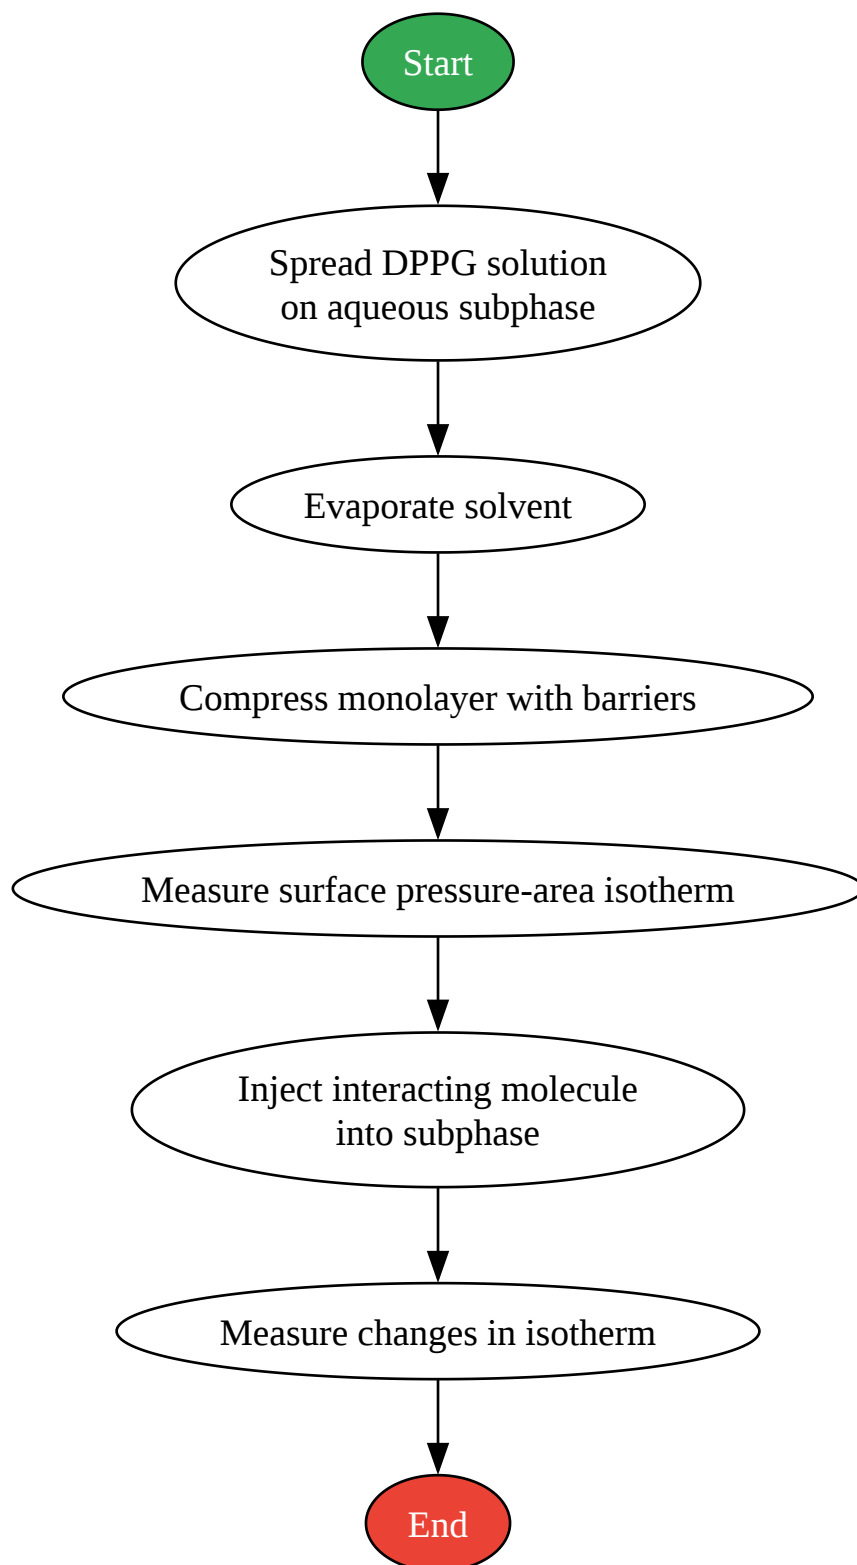 Start
Spread DPPG solution
on aqueous subphase
Evaporate solvent
Compress monolayer with barriers
Measure surface pressure-area isotherm
Inject interacting molecule
into subphase
Measure changes in isotherm
End